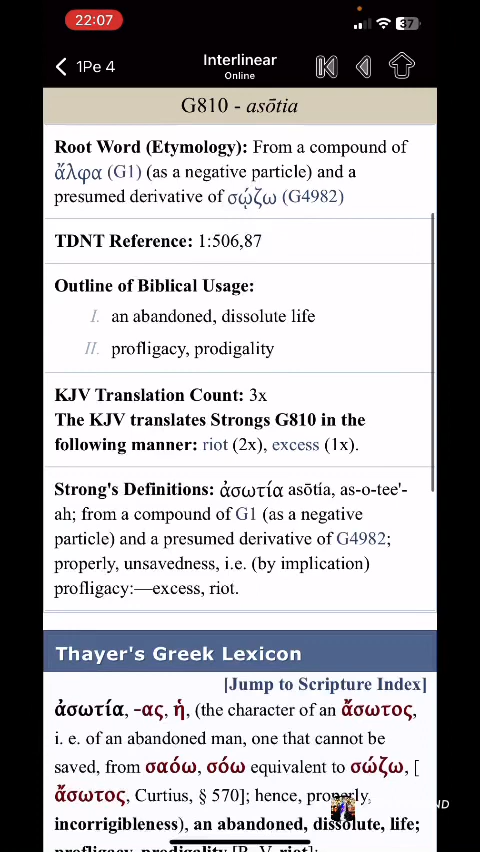 22:07
37
1Pe 4
Interlinear
Online
G810 - asōtia
Root Word (Etymology): From a compound of
ἄλφα (G1) (as a negative particle) and a
presumed derivative of σῴζω (G4982)
TDNT Reference: 1:506,87
Outline of Biblical Usage:
I. an abandoned, dissolute life
II. profligacy, prodigality
KJV Translation Count: 3x
The KJV translates Strongs G810 in the
following manner: riot (2x), excess (1x).
Strong's Definitions: ἀσωτία asōtía, as-o-tee'-
ah; from a compound of G1 (as a negative
particle) and a presumed derivative of G4982;
properly, unsavedness, i.e. (by implication)
profligacy:—excess, riot.
Thayer's Greek Lexicon
[Jump to Scripture Index]
ἀσωτία, -ας, ἡ, (the character of an ἄσωτος,
i. e. of an abandoned man, one that cannot be
saved, from σαόω, σόω equivalent to σώζω, [
ἄσωτος, Curtius, § 570]; hence, properly,
incorrigibleness), an abandoned, dissolute, life;
profligacy, prodigality [R. V. riot]: